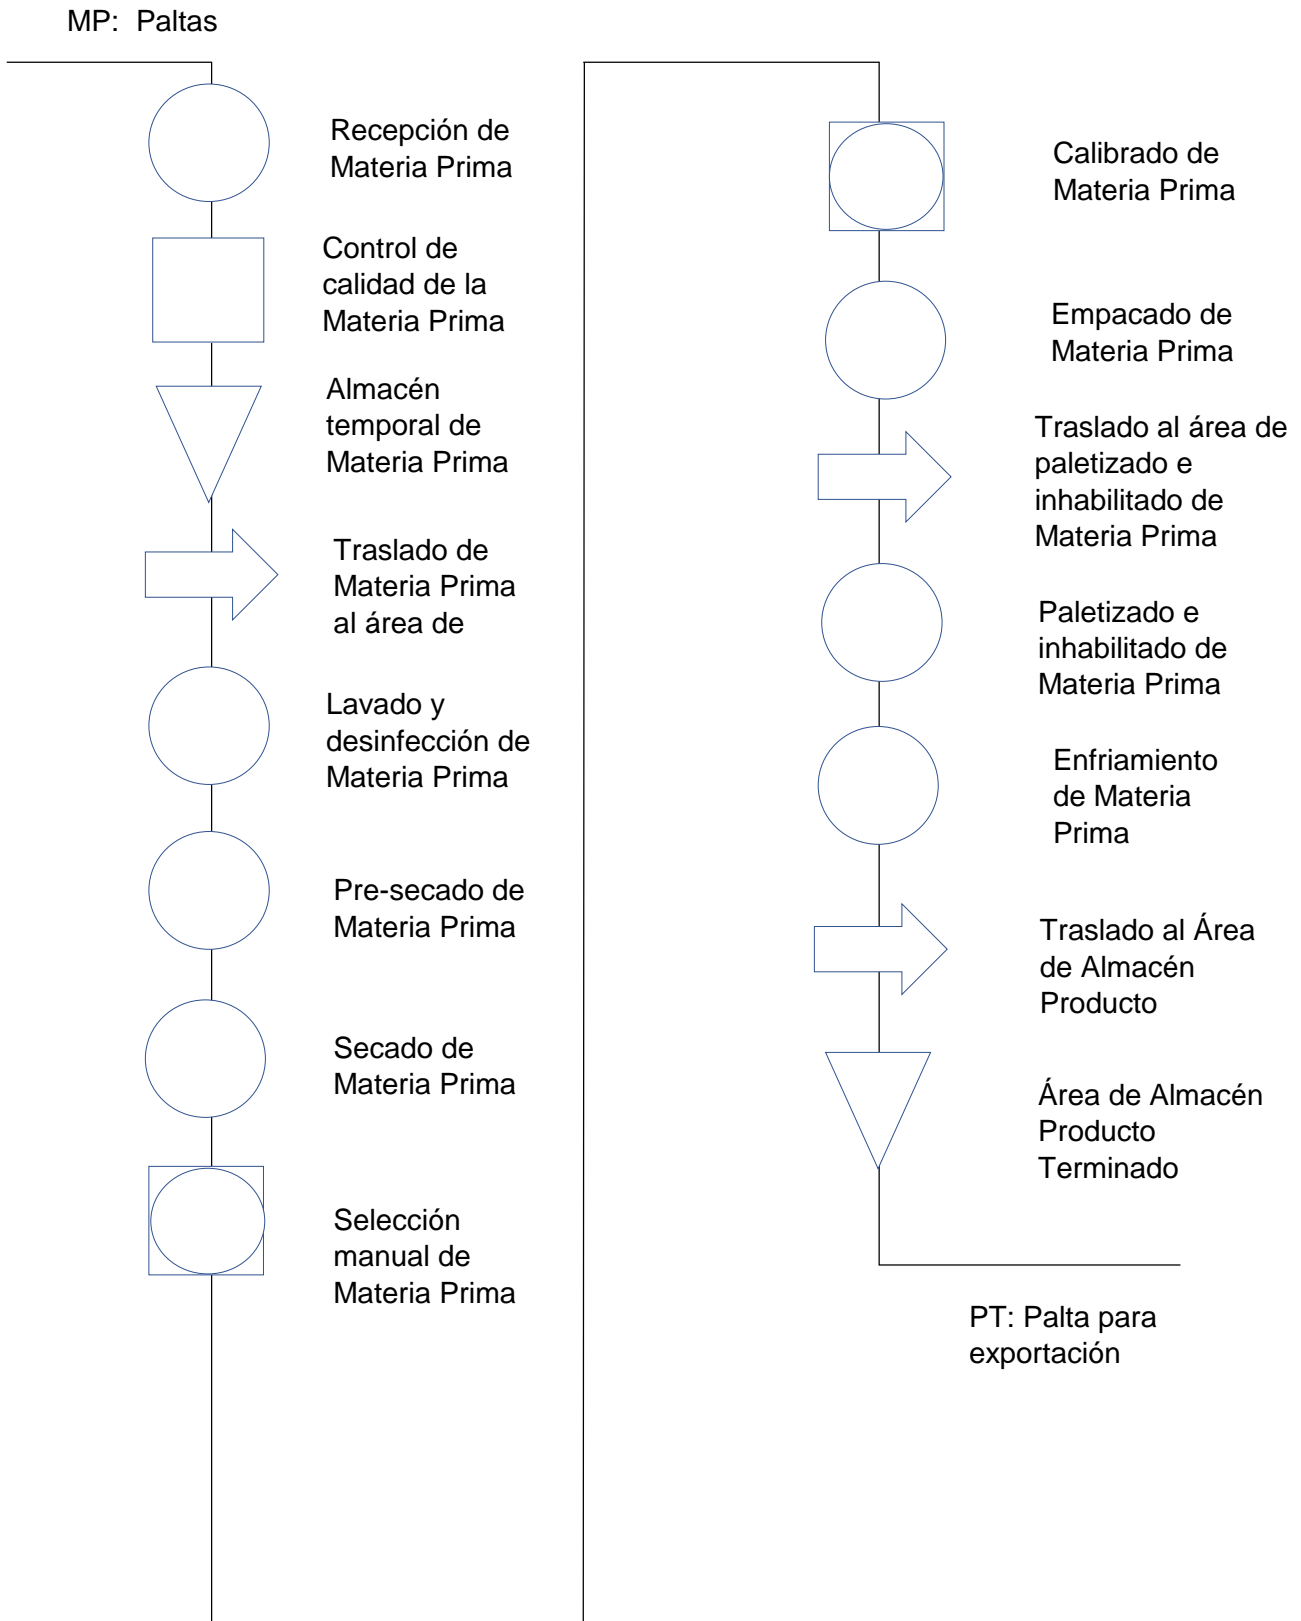 MP:  Paltas
Recepción de
Materia Prima
Control de
calidad de la
Materia Prima
Almacén
temporal de
Materia Prima
Traslado de
Materia Prima
al área de
Lavado y
desinfección de
Materia Prima
Pre-secado de
Materia Prima
Secado de
Materia Prima
Selección
manual de
Materia Prima
Calibrado de
Materia Prima
Empacado de
Materia Prima
Traslado al área de
paletizado e
inhabilitado de
Materia Prima
Paletizado e
inhabilitado de
Materia Prima
Enfriamiento
de Materia
Prima
Traslado al Área
de Almacén
Producto
Área de Almacén
Producto
Terminado
PT: Palta para
exportación